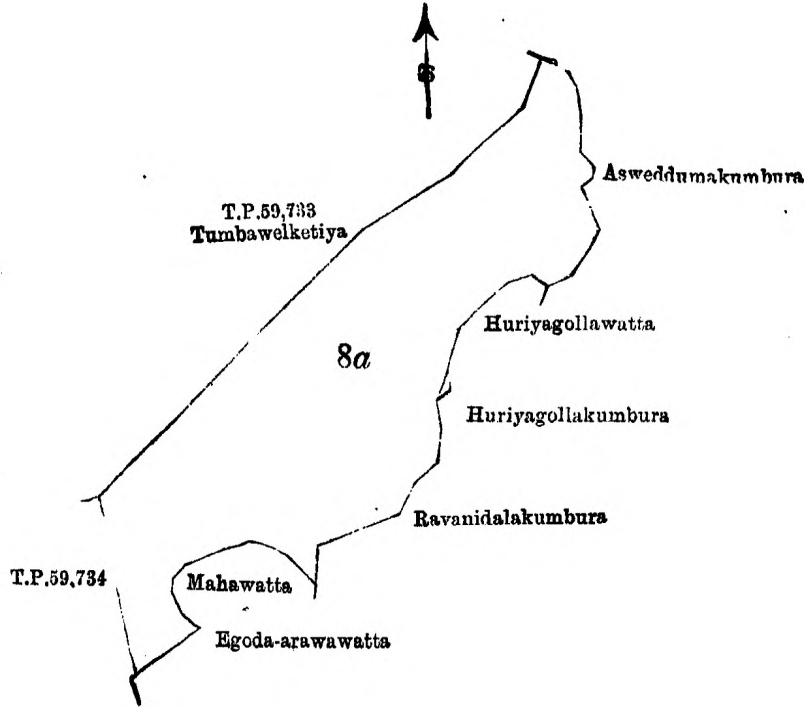 Asweddumakumbura
T.P.59,733
Tumbawelketiya
Huriyagollawatta
8a
Huriyagollakumbura
Ravanidalakumbura
T.P.59,734
Mahawatta
Egoda-arawawatta